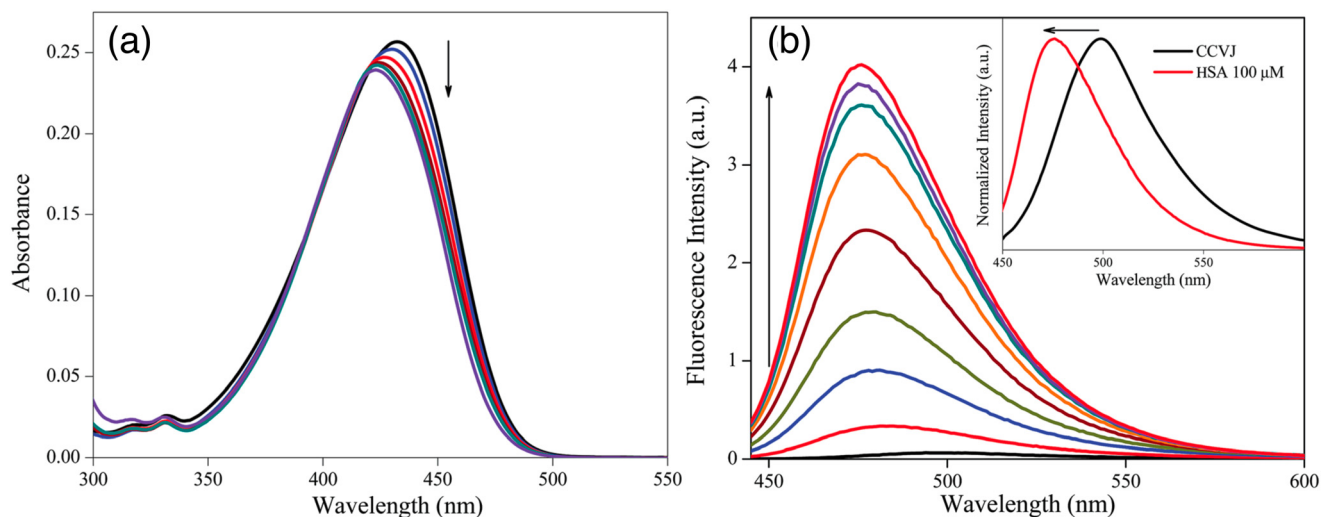 (a)
0.25
0.20
0.15
0.10
0.05
0.00
Absorbance
300 350 400 450 500 550
Wavelength (nm)
(b)
4
3
2
1
0
Fluorescence Intensity (a.u.)
450 500 550 600
Wavelength (nm)
CCVJ
HSA 100 μM
Normalized Intensity (a.u.)
450 500 550
Wavelength (nm)